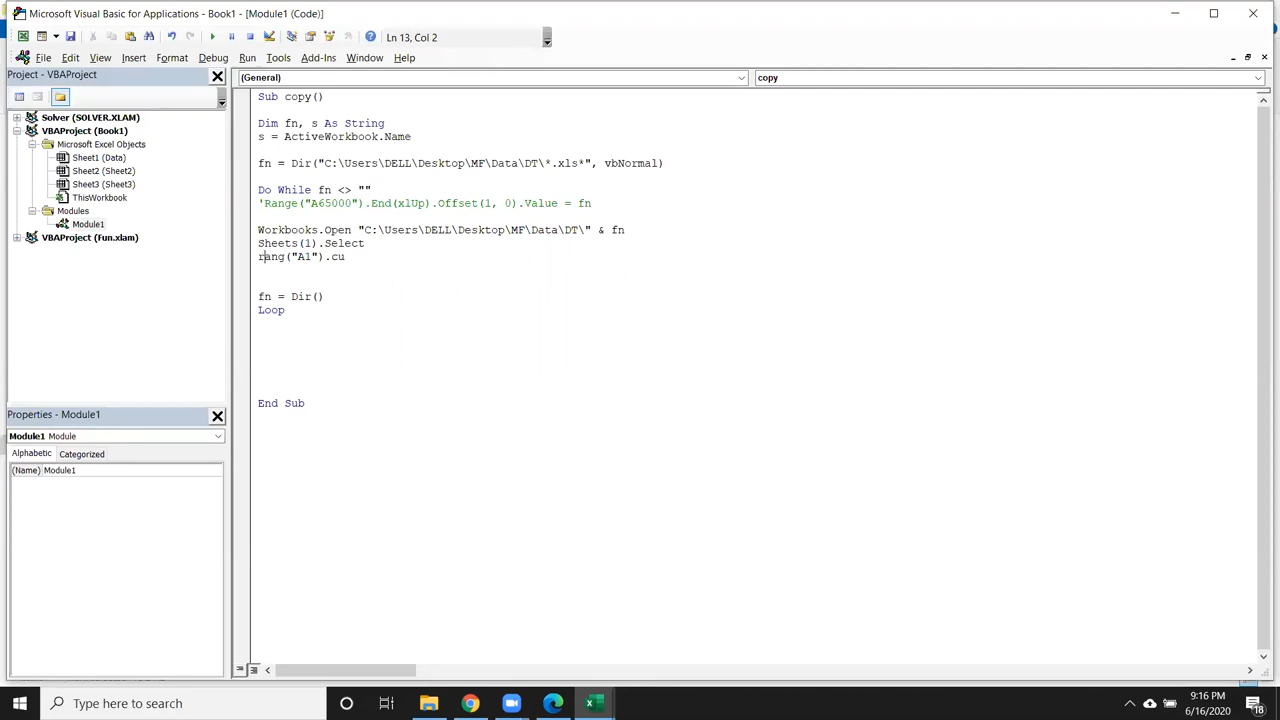 Microsoft Visual Basic for Applications - Book1 - [Module1 (Code)]
Ln 13, Col 2
File Edit View Insert Format Debug Run Tools Add-Ins Window Help
Project - VBAProject
(General)
copy
Solver (SOLVER.XLAM)
VBAProject (Book1)
Microsoft Excel Objects
Sheet1 (Data)
Sheet2 (Sheet2)
Sheet3 (Sheet3)
ThisWorkbook
Modules
Module1
VBAProject (Fun.xlam)
Sub copy()
Dim fn, s As String
s = ActiveWorkbook.Name
fn = Dir("C:\Users\DELL\Desktop\MF\Data\DT\*.xls*", vbNormal)
Do While fn <> ""
'Range("A65000").End(xlUp).Offset(1, 0).Value = fn
Workbooks.Open "C:\Users\DELL\Desktop\MF\Data\DT\" & fn
Sheets(1).Select
rang("A1").cu
fn = Dir()
Loop
End Sub
Properties - Module1
Module1 Module
Alphabetic Categorized
(Name) Module1
Type here to search
9:16 PM
6/16/2020
18